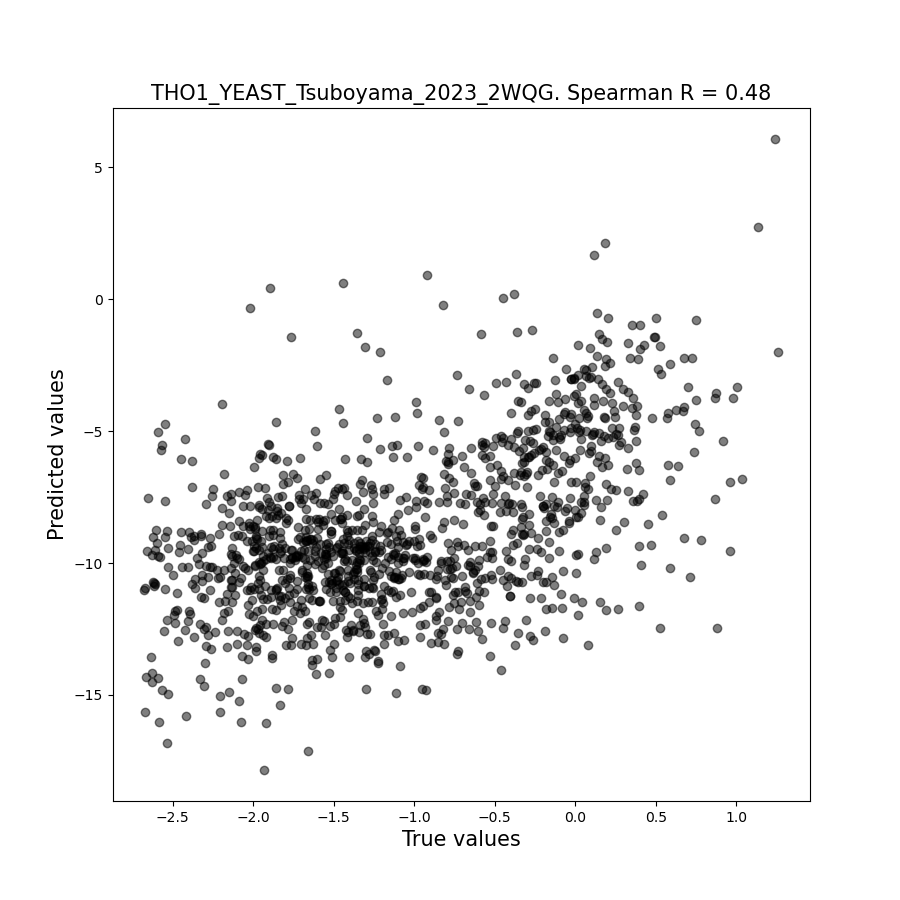 THO1_YEAST_Tsuboyama_2023_2WQG. Spearman R = 0.48
5
0
−5
−10
−15
Predicted values
−2.5 −2.0 −1.5 −1.0 −0.5 0.0 0.5 1.0
True values